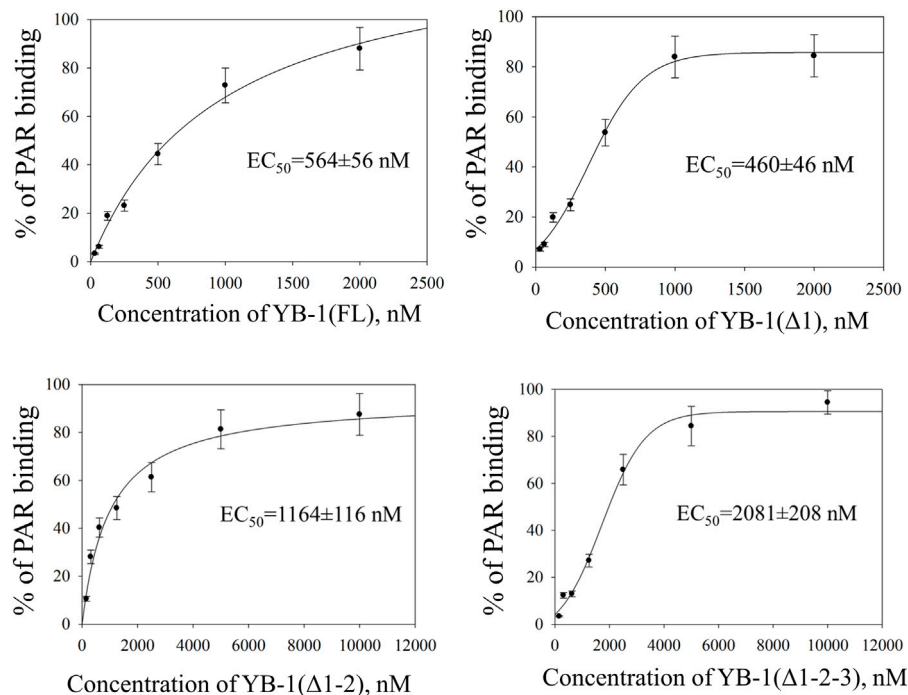 % of PAR binding
100
80
60
40
20
0
EC50=564±56 nM
0 500 1000 1500 2000 2500
Concentration of YB-1(FL), nM
% of PAR binding
100
80
60
40
20
0
EC50=460±46 nM
0 500 1000 1500 2000 2500
Concentration of YB-1(Δ1), nM
% of PAR binding
100
80
60
40
20
0
EC50=1164±116 nM
0 2000 4000 6000 8000 10000 12000
Concentration of YB-1(Δ1-2), nM
% of PAR binding
100
80
60
40
20
0
EC50=2081±208 nM
0 2000 4000 6000 8000 10000 12000
Concentration of YB-1(Δ1-2-3), nM